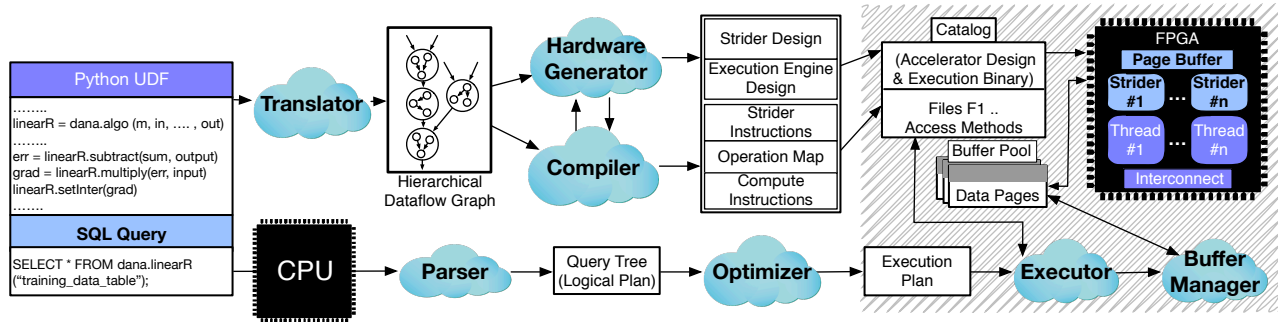 Python UDF
........
linearR = dana.algo (m, in, .... , out)
........
err = linearR.subtract(sum, output)
grad = linearR.multiply(err, input)
linearR.setInter(grad)
.......
SQL Query
SELECT * FROM dana.linearR
(“training_data_table”);
Translator
Hierarchical
Dataflow Graph
Hardware
Generator
Compiler
Strider Design
Execution Engine
Design
Strider
Instructions
Operation Map
Compute
Instructions
Catalog
(Accelerator Design
& Execution Binary)
Files F1 ..
Access Methods
Buffer Pool
Data Pages
FPGA
Page Buffer
Strider
#1
...
Strider
#n
Thread
#1
...
Thread
#n
Interconnect
CPU
Parser
Query Tree
(Logical Plan)
Optimizer
Execution
Plan
Executor
Buffer
Manager